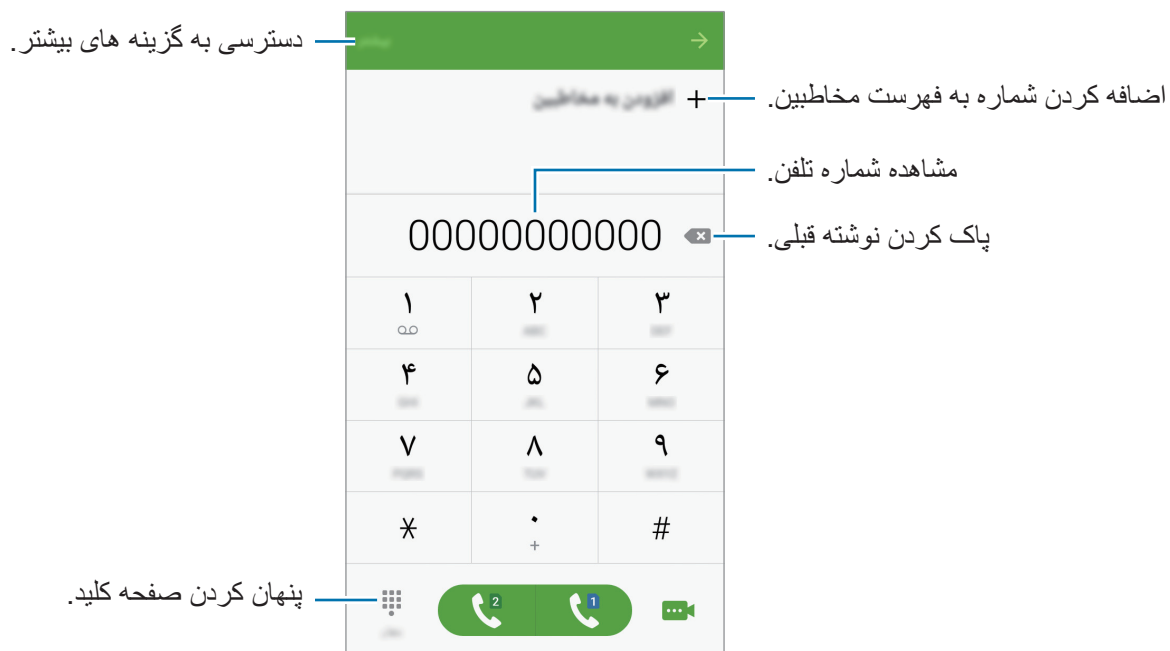 دسترسی به گزینه های بیشتر.
افزودن به مخاطبین
اضافه کردن شماره به فهرست مخاطبین.
مشاهده شماره تلفن.
00000000000
پاک کردن نوشته قبلی.
۱ ۲ ۳
۴ ۵ ۶
۷ ۸ ۹
* ۰ #
+
پنهان کردن صفحه کلید.
2 1